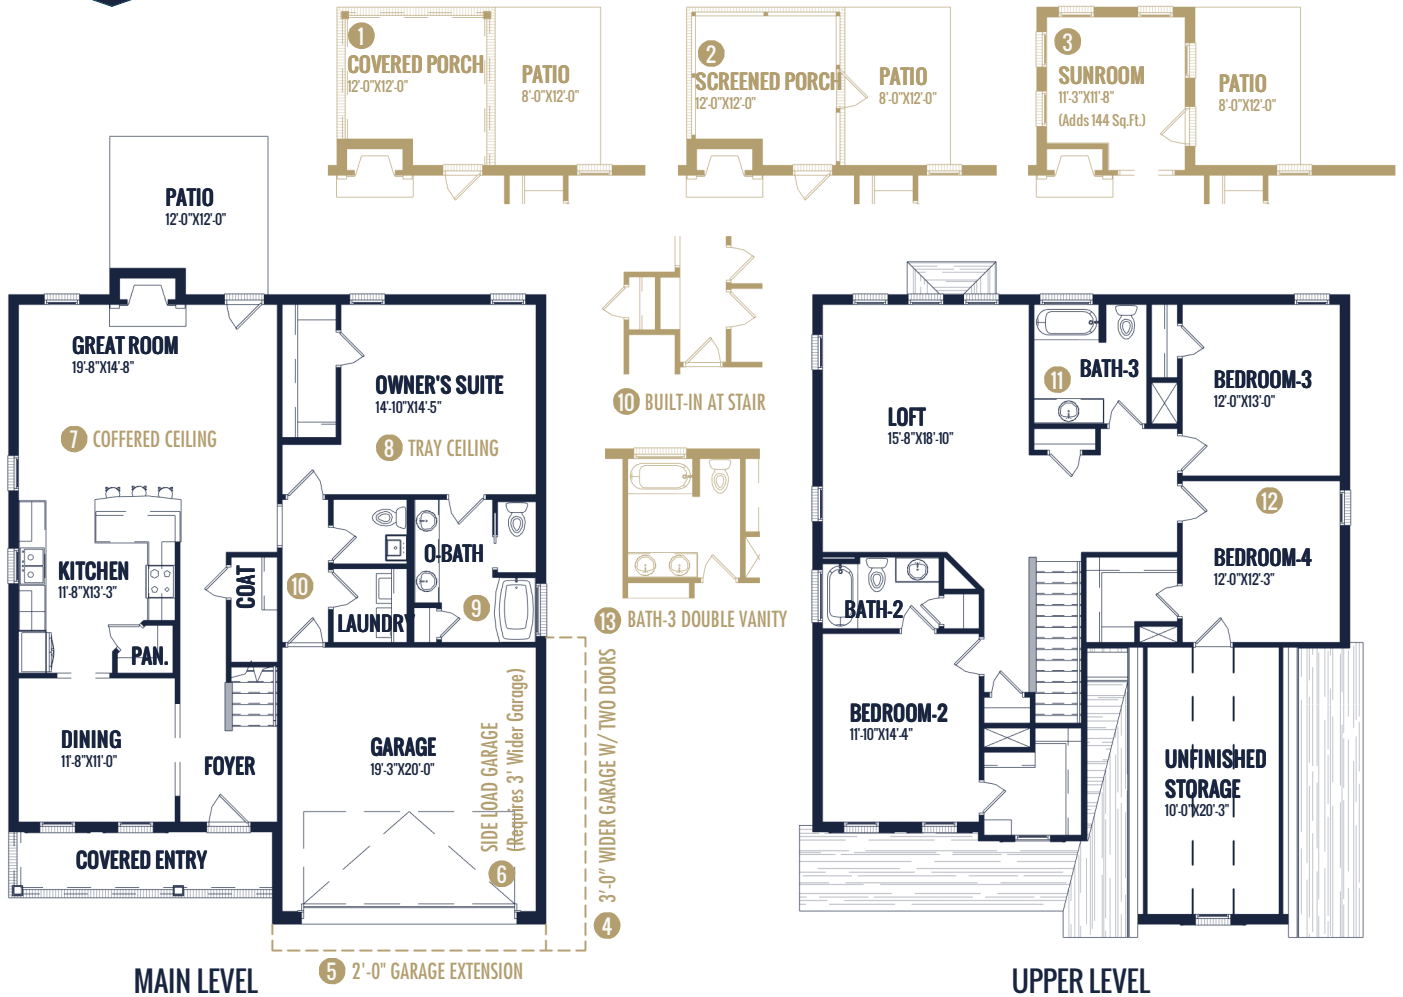 1
COVERED PORCH
12'-0"X12'-0"
PATIO
8'-0"X12'-0"
2
SCREENED PORCH
12'-0"X12'-0"
PATIO
8'-0"X12'-0"
3
SUNROOM
11'-3"X11'-8"
(Adds 144 Sq.Ft.)
PATIO
8'-0"X12'-0"
PATIO
12'-0"X12'-0"
GREAT ROOM
19'-8"X14'-8"
7 COFFERED CEILING
OWNER'S SUITE
14'-10"X14'-5"
8 TRAY CEILING
KITCHEN
11'-8"X13'-3"
PAN.
COAT
10
LAUNDRY
O-BATH
9
DINING
11'-8"X11'-0"
FOYER
GARAGE
19'-3"X20'-0"
SIDE LOAD GARAGE
(Requires 3' Wider Garage)
6
3'-0" WIDER GARAGE W/ TWO DOORS
4
COVERED ENTRY
5 2'-0" GARAGE EXTENSION
MAIN LEVEL
10 BUILT-IN AT STAIR
13 BATH-3 DOUBLE VANITY
LOFT
15'-8"X18'-10"
11
BATH-3
BEDROOM-3
12'-0"X13'-0"
12
BEDROOM-4
12'-0"X12'-3"
BATH-2
BEDROOM-2
11'-10"X14'-4"
UNFINISHED
STORAGE
10'-0"X20'-3"
UPPER LEVEL